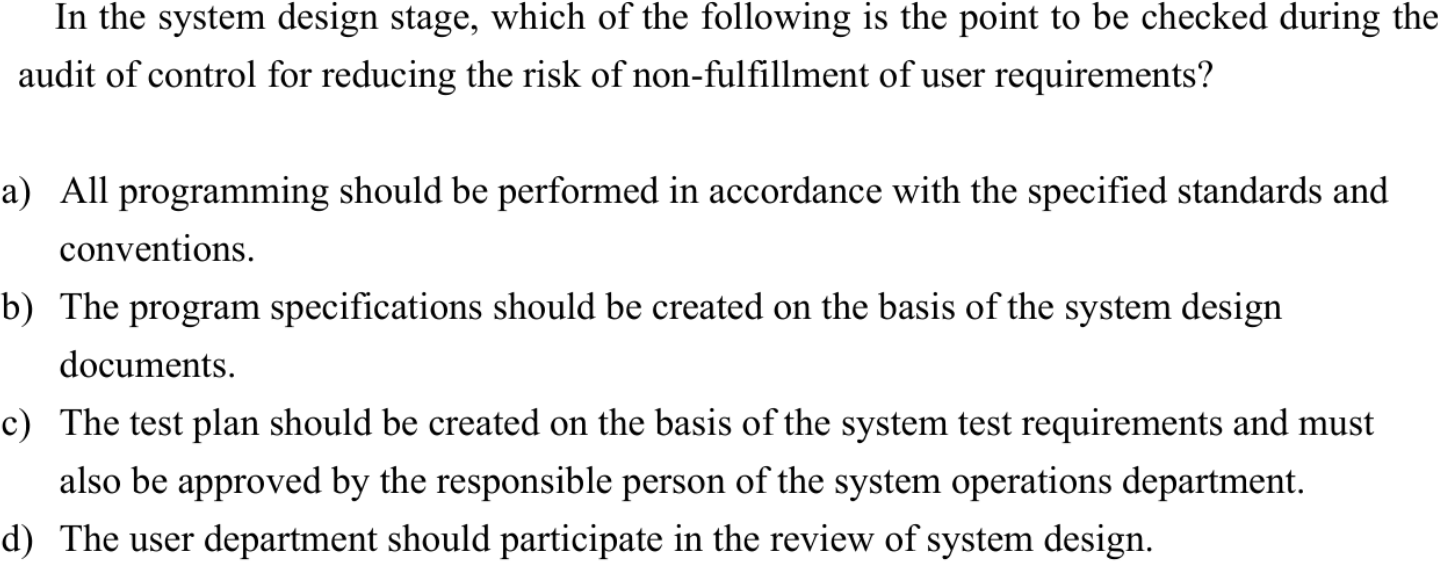 In the system design stage, which of the following is the point to be checked during the
audit of control for reducing the risk of non-fulfillment of user requirements?
a) All programming should be performed in accordance with the specified standards and
conventions.
b) The program specifications should be created on the basis of the system design
documents.
c) The test plan should be created on the basis of the system test requirements and must
also be approved by the responsible person of the system operations department.
d) The user department should participate in the review of system design.